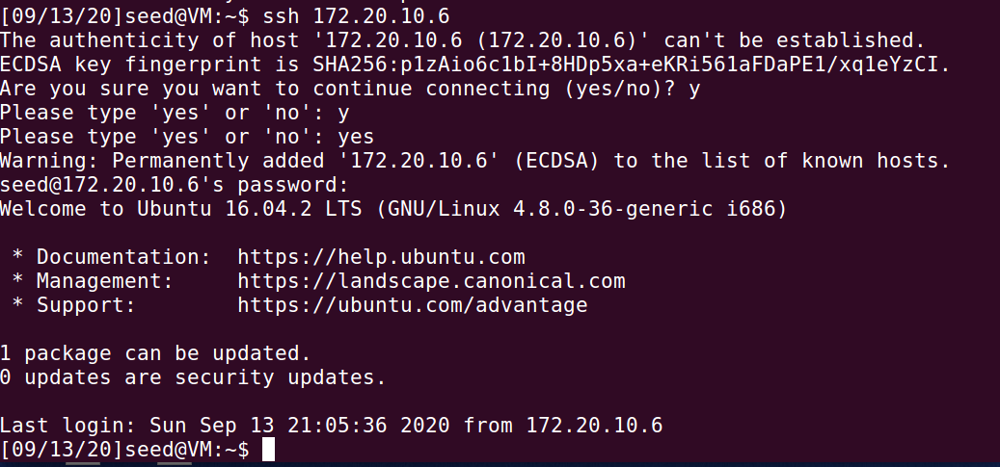 [09/13/20]seed@VM:~$ ssh 172.20.10.6
The authenticity of host '172.20.10.6 (172.20.10.6)' can't be established.
ECDSA key fingerprint is SHA256:p1zAio6c1bI+8HDp5xa+eKRi561aFDaPE1/xq1eYzCI.
Are you sure you want to continue connecting (yes/no)? y
Please type 'yes' or 'no': y
Please type 'yes' or 'no': yes
Warning: Permanently added '172.20.10.6' (ECDSA) to the list of known hosts.
seed@172.20.10.6's password:
Welcome to Ubuntu 16.04.2 LTS (GNU/Linux 4.8.0-36-generic i686)

 * Documentation:  https://help.ubuntu.com
 * Management:     https://landscape.canonical.com
 * Support:        https://ubuntu.com/advantage

1 package can be updated.
0 updates are security updates.

Last login: Sun Sep 13 21:05:36 2020 from 172.20.10.6
[09/13/20]seed@VM:~$